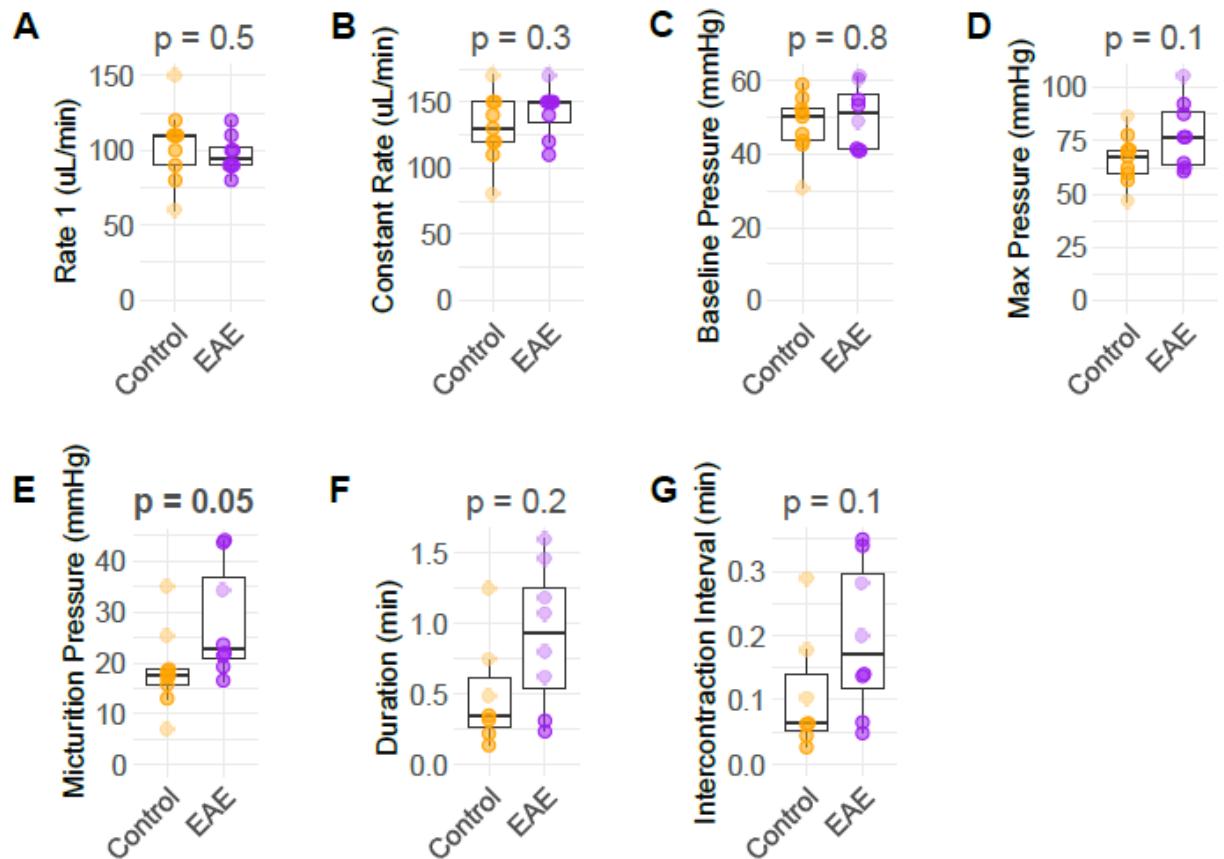 A
p = 0.5
Rate 1 (uL/min)
150
100
50
0
Control
EAE
B
p = 0.3
Constant Rate (uL/min)
150
100
50
0
Control
EAE
C
p = 0.8
Baseline Pressure (mmHg)
60
40
20
0
Control
EAE
D
p = 0.1
Max Pressure (mmHg)
100
75
50
25
0
Control
EAE
E
p = 0.05
Micturition Pressure (mmHg)
40
30
20
10
0
Control
EAE
F
p = 0.2
Duration (min)
1.5
1.0
0.5
0.0
Control
EAE
G
p = 0.1
Intercontraction Interval (min)
0.3
0.2
0.1
0.0
Control
EAE